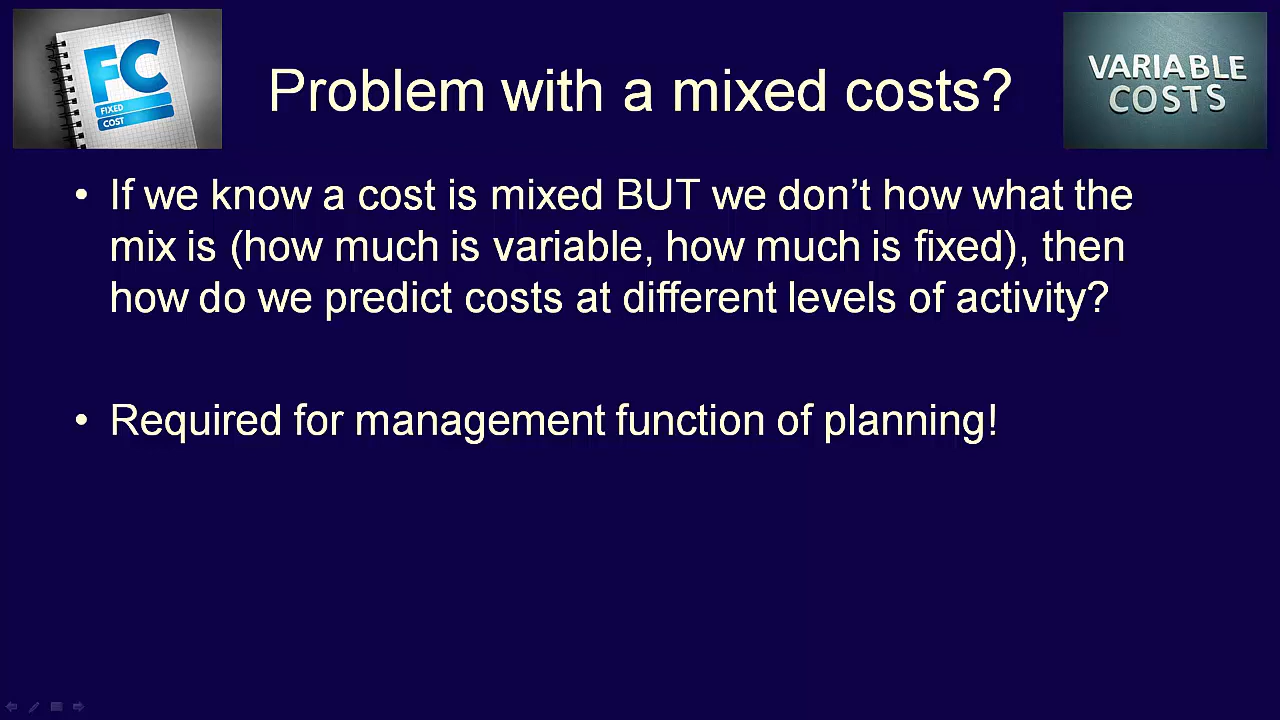 FC
FIXED
COST
Problem with a mixed costs?
VARIABLE
COSTS
• If we know a cost is mixed BUT we don’t how what the
mix is (how much is variable, how much is fixed), then
how do we predict costs at different levels of activity?
• Required for management function of planning!